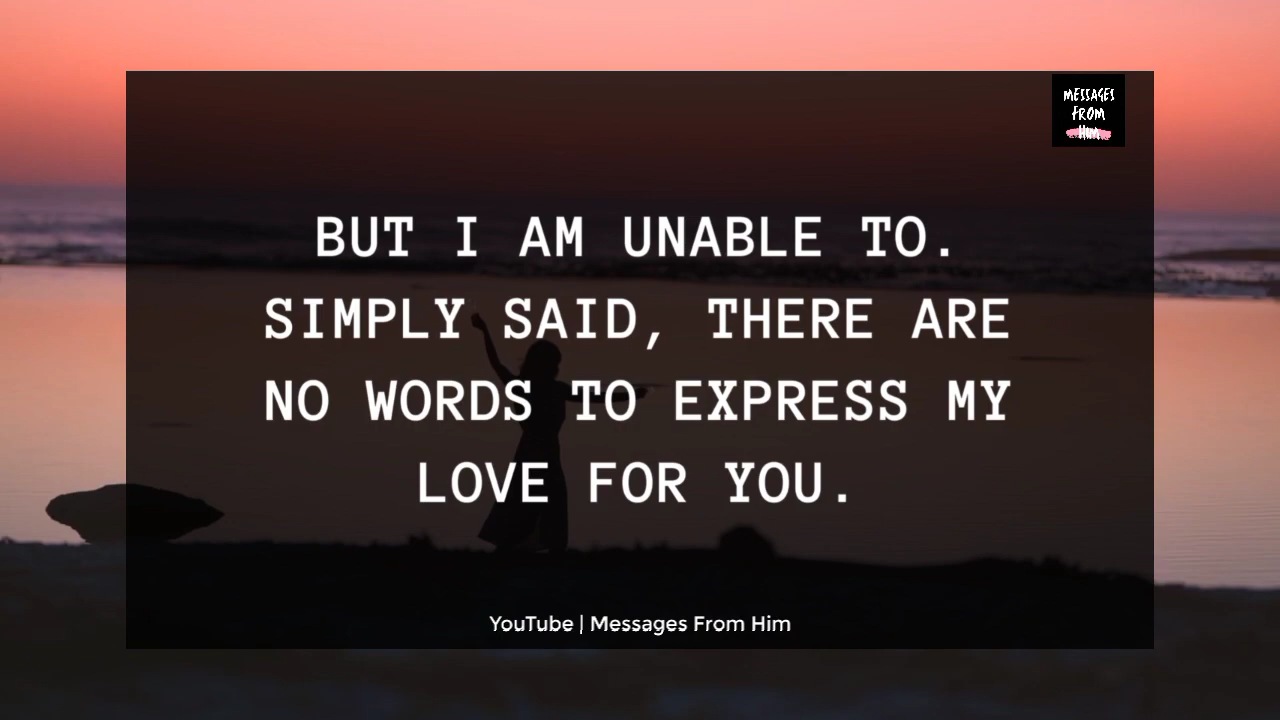 MESSAGES
FROM
HIM
BUT I AM UNABLE TO.
SIMPLY SAID, THERE ARE
NO WORDS TO EXPRESS MY
LOVE FOR YOU.
YouTube | Messages From Him